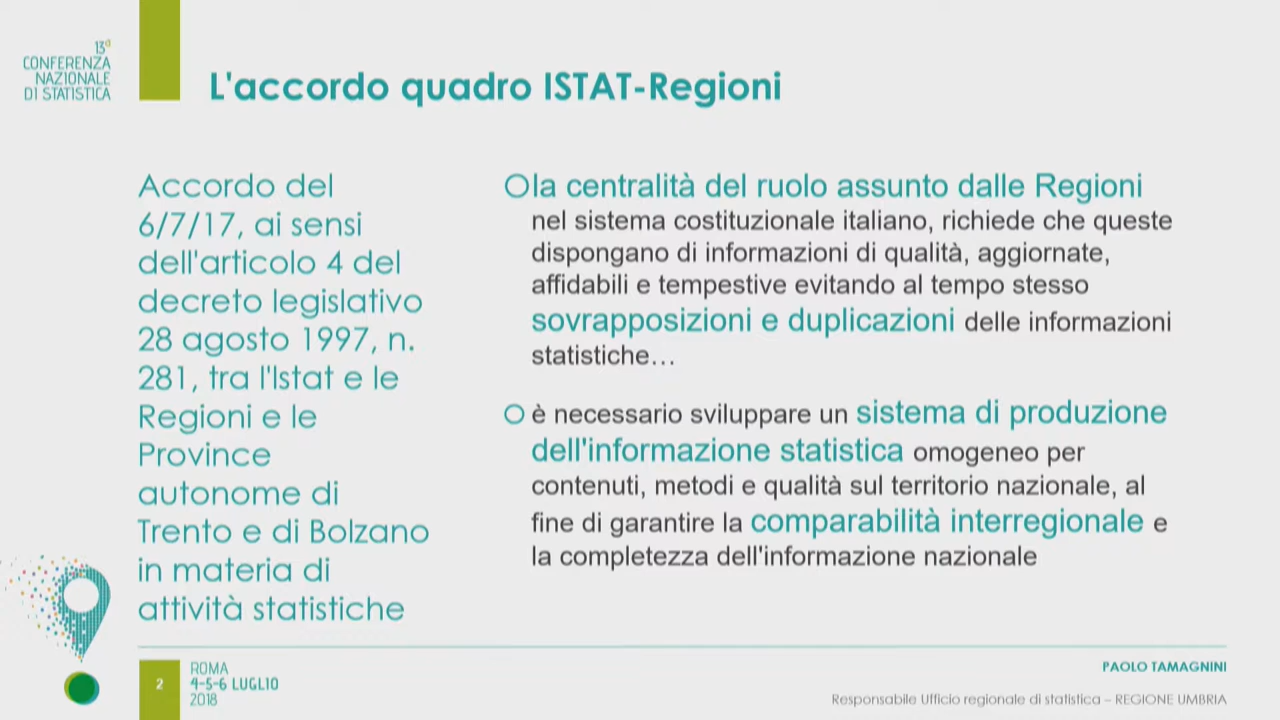 13a
CONFERENZA
NAZIONALE
DI STATISTICA
L'accordo quadro ISTAT-Regioni
Accordo del
6/7/17, ai sensi
dell'articolo 4 del
decreto legislativo
28 agosto 1997, n.
281, tra l'Istat e le
Regioni e le
Province
autonome di
Trento e di Bolzano
in materia di
attività statistiche
la centralità del ruolo assunto dalle Regioni
nel sistema costituzionale italiano, richiede che queste
dispongano di informazioni di qualità, aggiornate,
affidabili e tempestive evitando al tempo stesso
sovrapposizioni e duplicazioni delle informazioni
statistiche…
è necessario sviluppare un sistema di produzione
dell'informazione statistica omogeneo per
contenuti, metodi e qualità sul territorio nazionale, al
fine di garantire la comparabilità interregionale e
la completezza dell'informazione nazionale
2
ROMA
4-5-6 LUGLIO
2018
PAOLO TAMAGNINI
Responsabile Ufficio regionale di statistica – REGIONE UMBRIA